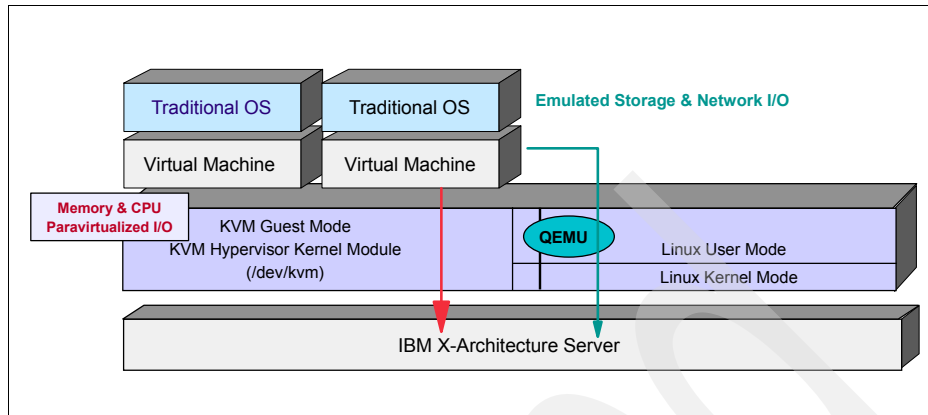 Traditional OS
Traditional OS
Emulated Storage & Network I/O
Virtual Machine
Virtual Machine
Memory & CPU
Paravirtualized I/O
KVM Guest Mode
KVM Hypervisor Kernel Module
(/dev/kvm)
QEMU
Linux User Mode
Linux Kernel Mode
IBM X-Architecture Server